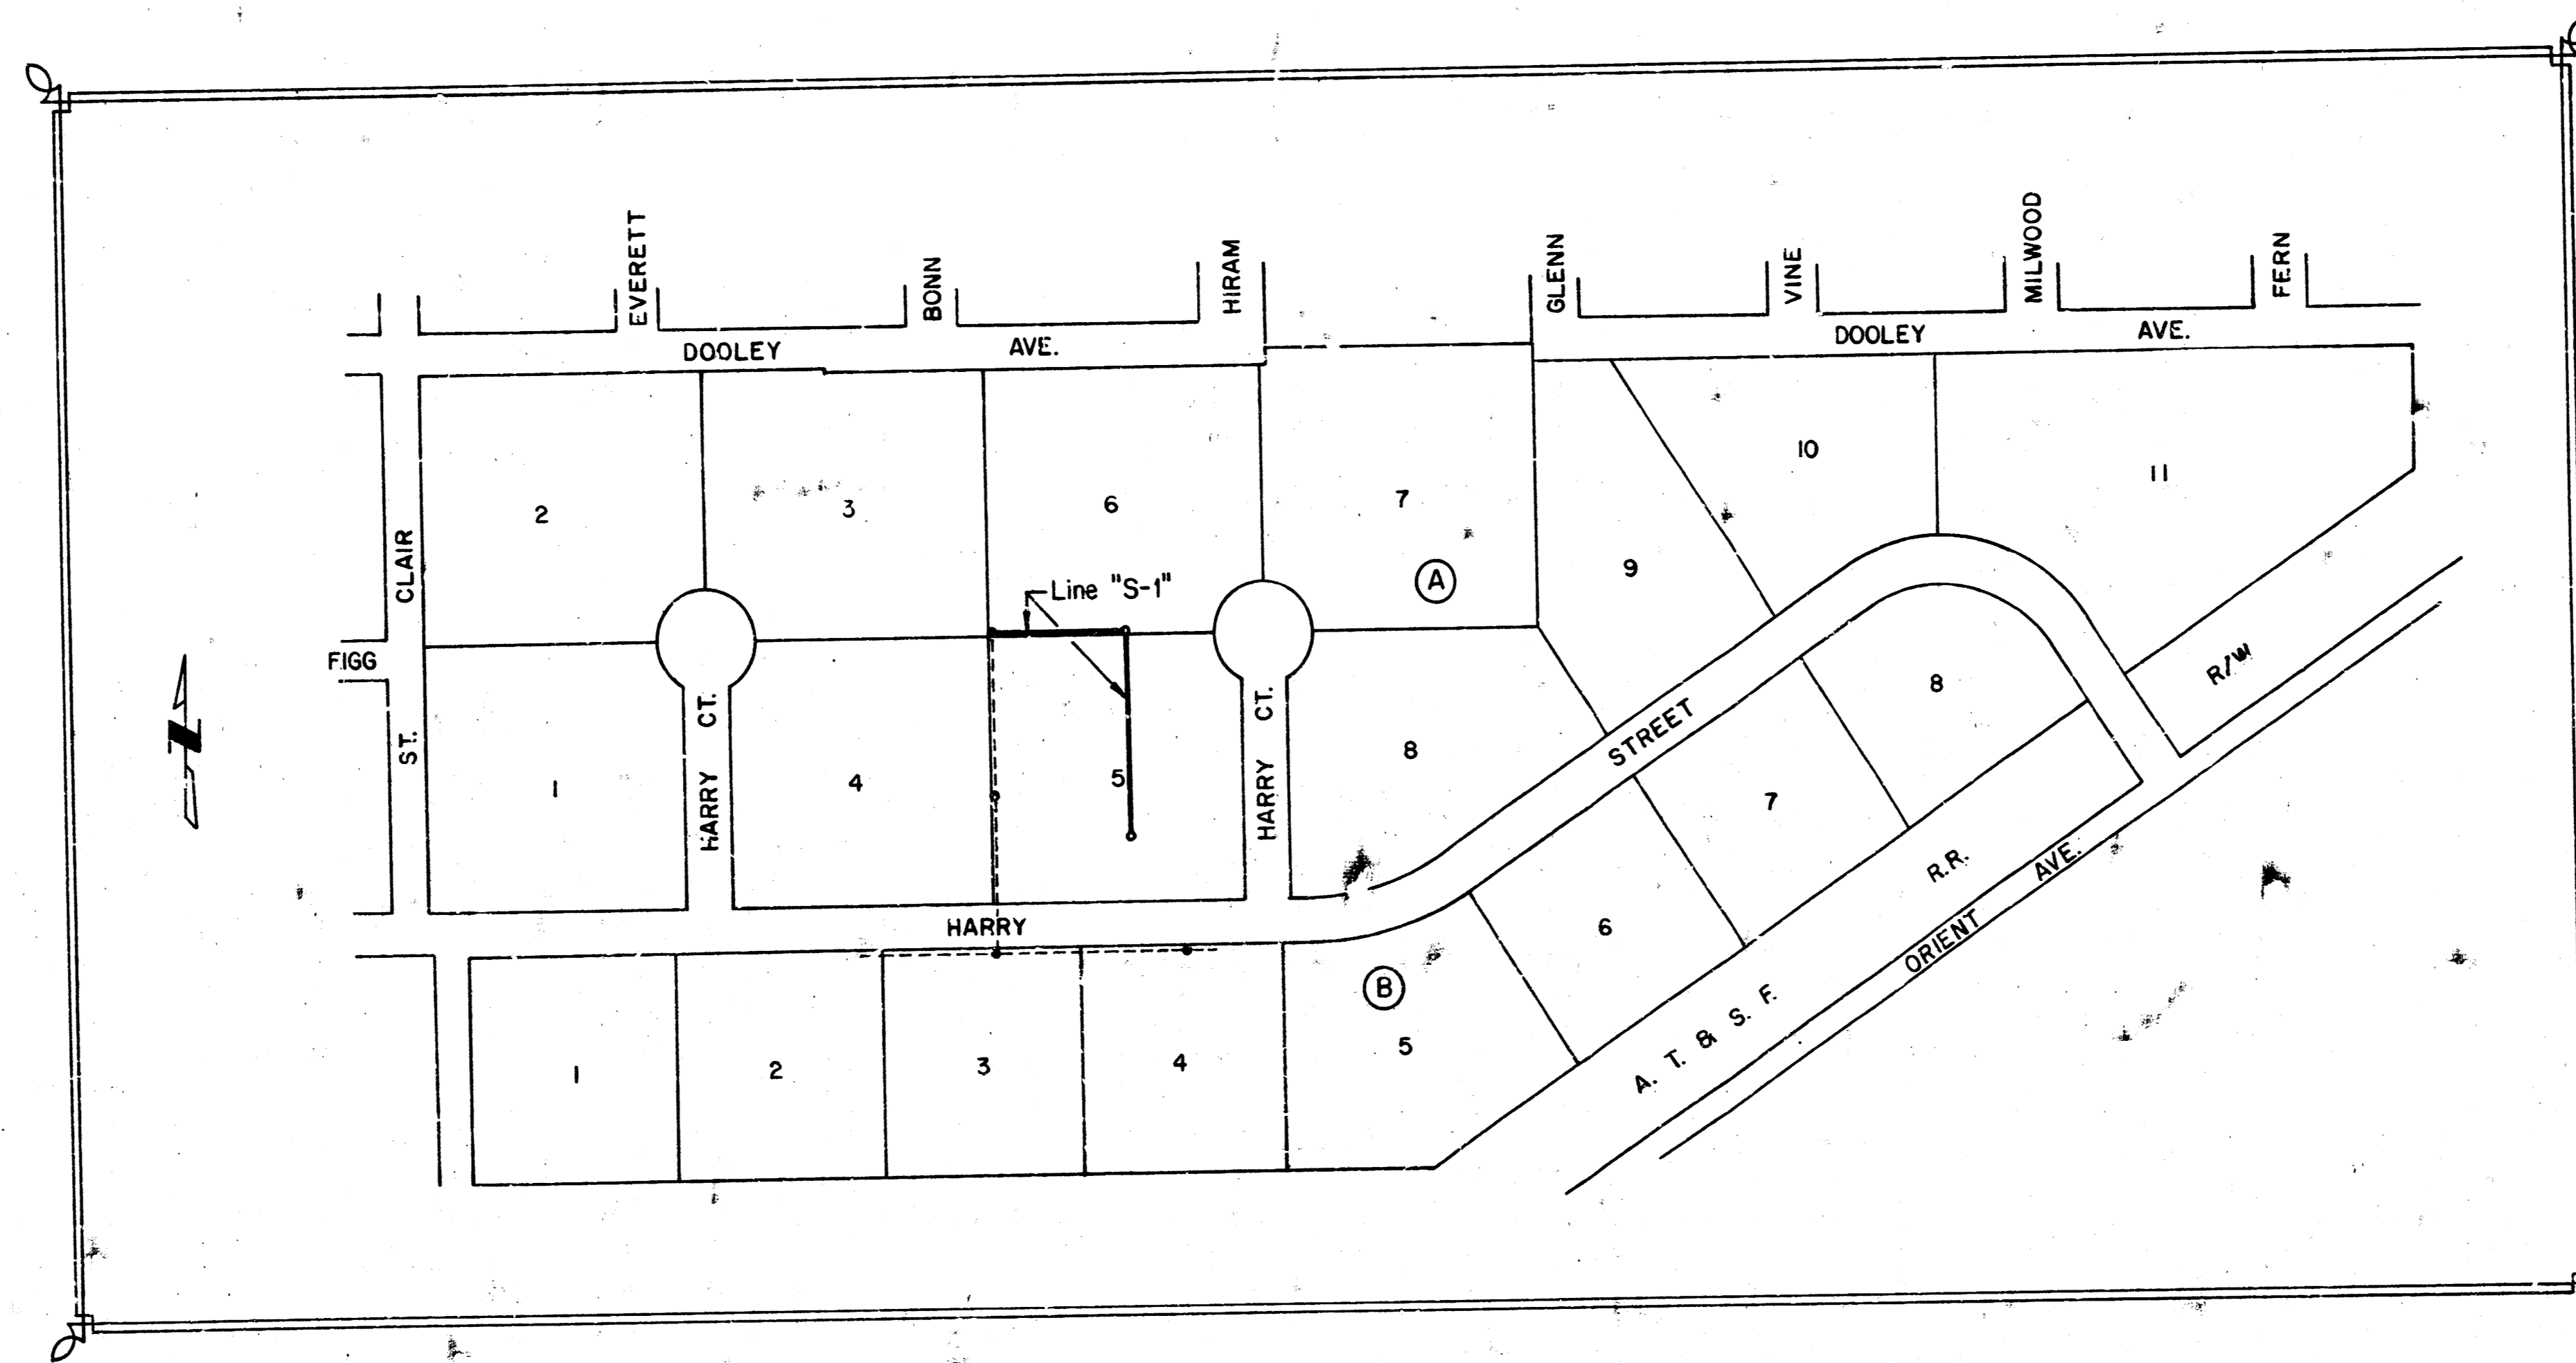 EVERETT
BONN
HIRAM
GLENN
VINE
MILWOOD
FERN
DOOLEY AVE.
DOOLEY AVE.
2
3
6
7
10
11
CLAIR ST.
Line "S-1"
A
9
FIGG
HARRY CT.
HARRY CT.
R/W
8
1
4
5
8
STREET
7
R.R.
ORIENT AVE.
HARRY
6
B
A. T. & S. F.
1
2
3
4
5